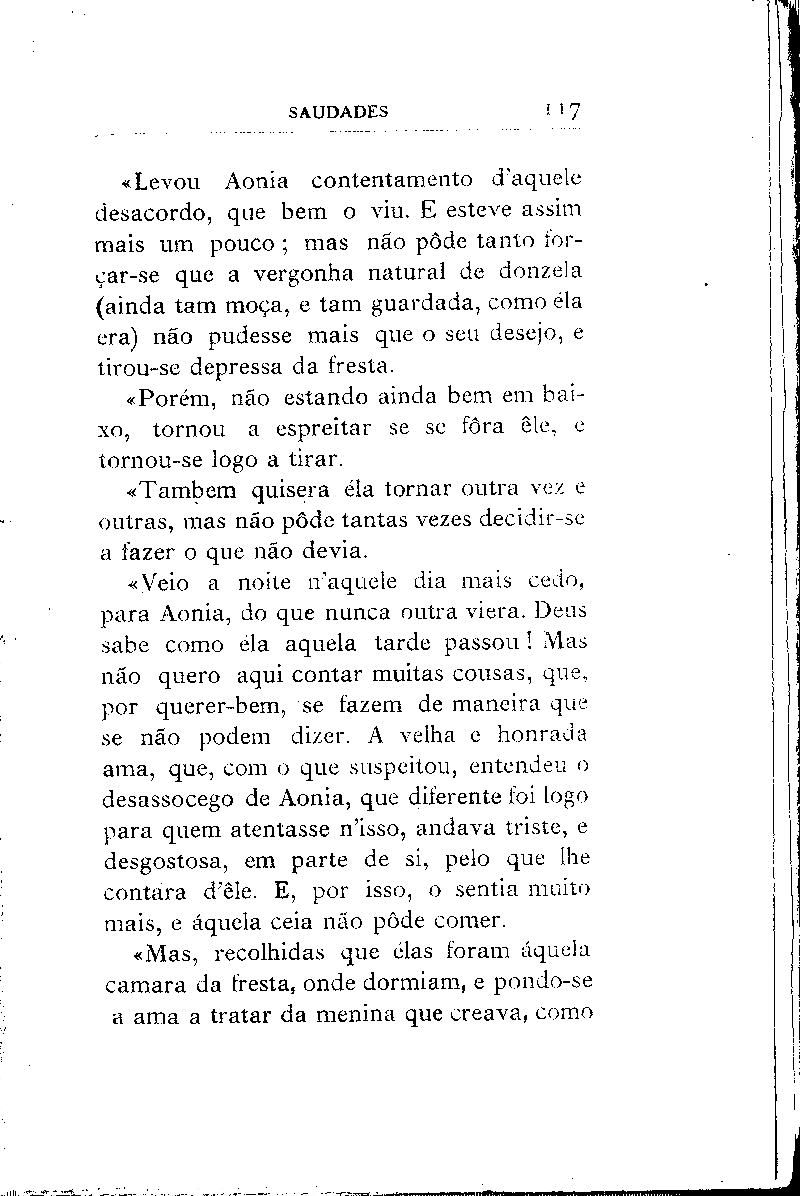 SAUDADES 117
«Levou Aonia contentamento d'aquele
desacordo, que bem o viu. E esteve assim
mais um pouco; mas não pôde tanto for-
çar-se que a vergonha natural de donzela
(ainda tam moça, e tam guardada, como éla
era) não pudesse mais que o seu desejo, e
tirou-se depressa da fresta.
«Porém, não estando ainda bem em bai-
xo, tornou a espreitar se se fôra êle, e
tornou-se logo a tirar.
«Tambem quisera éla tornar outra vez e
outras, mas não pôde tantas vezes decidir-se
a fazer o que não devia.
«Veio a noite n'aquele dia mais cedo,
para Aonia, do que nunca outra viera. Deus
sabe como éla aquela tarde passou! Mas
não quero aqui contar muitas cousas, que,
por querer-bem, se fazem de maneira que
se não podem dizer. A velha e honrada
ama, que, com o que suspeitou, entendeu o
desassocego de Aonia, que diferente foi logo
para quem atentasse n'isso, andava triste, e
desgostosa, em parte de si, pelo que lhe
contára d'êle. E, por isso, o sentia muito
mais, e áquela ceia não pôde comer.
«Mas, recolhidas que élas foram áquela
camara da fresta, onde dormiam, e pondo-se
a ama a tratar da menina que creava, como